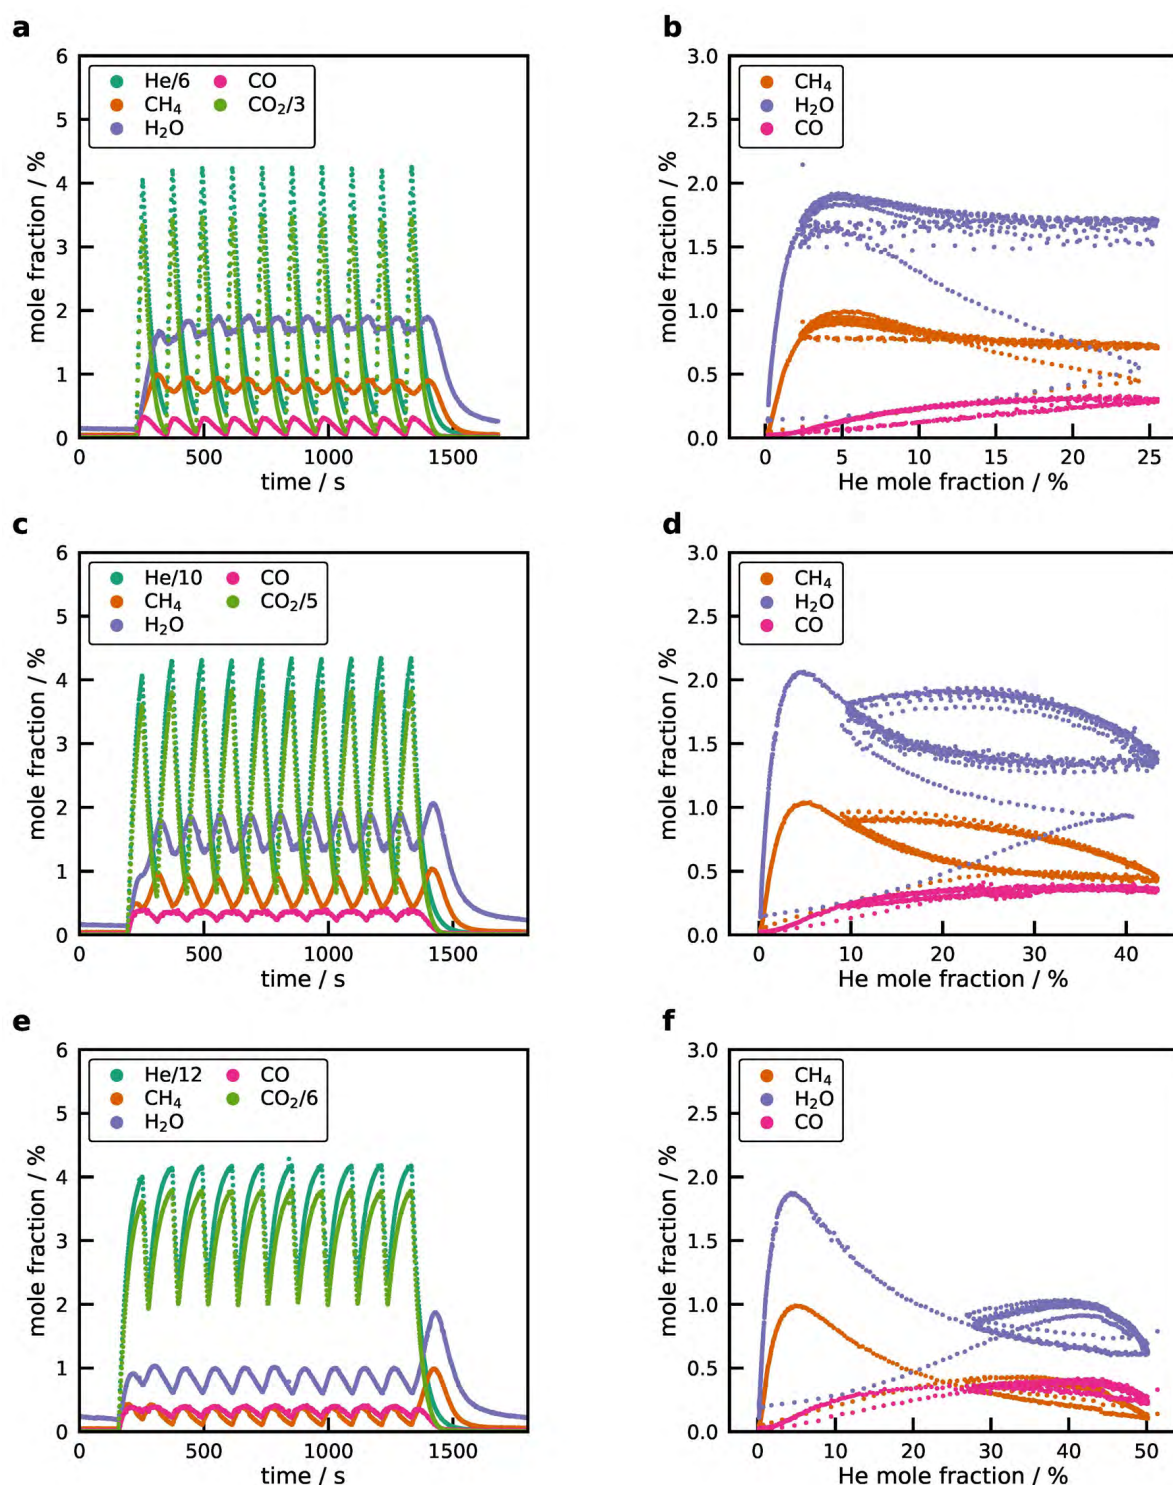 a
6
5
4
3
2
1
0
mole fraction / %
He/6 CO
CH₄ CO₂/3
H₂O
0 500 1000 1500
time / s
b
3.0
2.5
2.0
1.5
1.0
0.5
0.0
mole fraction / %
CH₄
H₂O
CO
0 5 10 15 20 25
He mole fraction / %
c
6
5
4
3
2
1
0
mole fraction / %
He/10 CO
CH₄ CO₂/5
H₂O
0 500 1000 1500
time / s
d
3.0
2.5
2.0
1.5
1.0
0.5
0.0
mole fraction / %
CH₄
H₂O
CO
0 10 20 30 40
He mole fraction / %
e
6
5
4
3
2
1
0
mole fraction / %
He/12 CO
CH₄ CO₂/6
H₂O
0 500 1000 1500
time / s
f
3.0
2.5
2.0
1.5
1.0
0.5
0.0
mole fraction / %
CH₄
H₂O
CO
0 10 20 30 40 50
He mole fraction / %